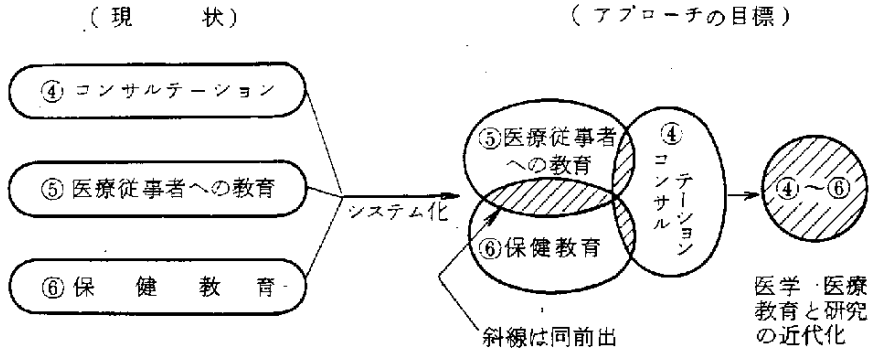 (現　　状)
(アプローチの目標)
④コンサルテーション
⑤医療従事者への教育
⑥保　健　教　育
システム化
⑤医療従事者
への教育
④
コンサル
テーション
⑥保健教育
斜線は同前出
④～⑥
医学・医療
教育と研究
の近代化